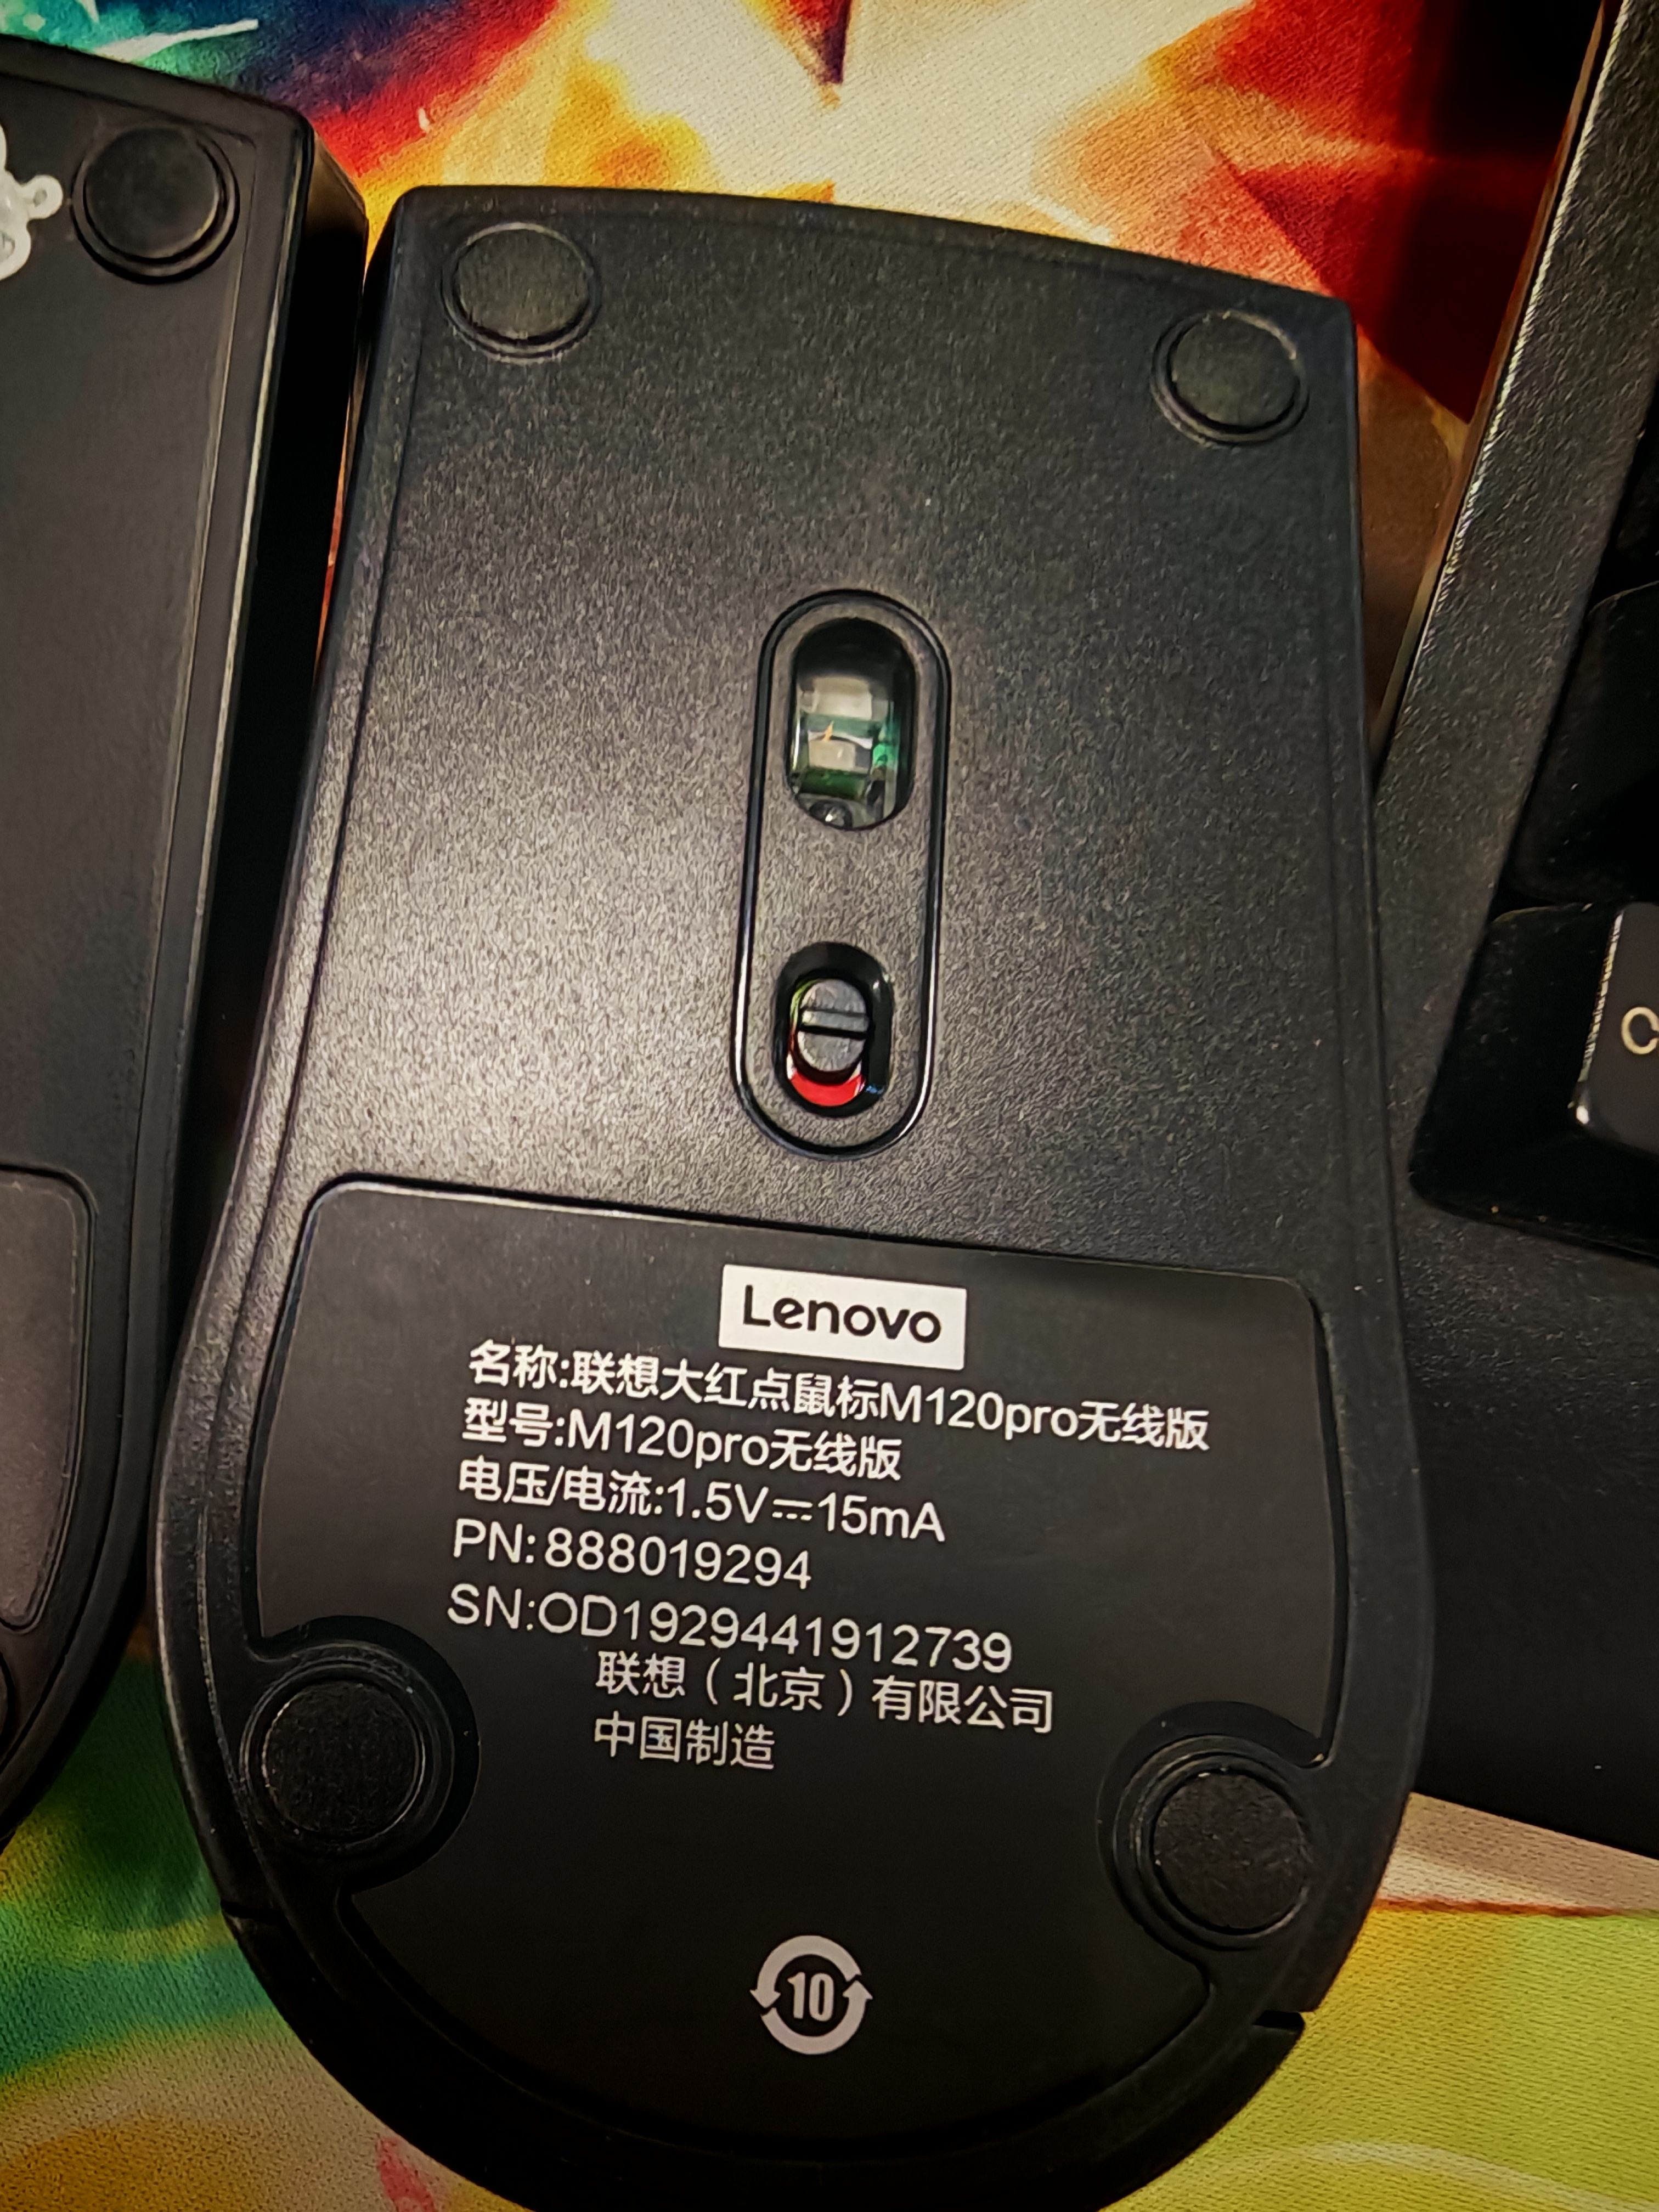 Lenovo
名称:联想大红点鼠标M120pro无线版
型号:M120pro无线版
电压/电流:1.5V⎓15mA
PN:888019294
SN:OD1929441912739
联想（北京）有限公司
中国制造
10
C